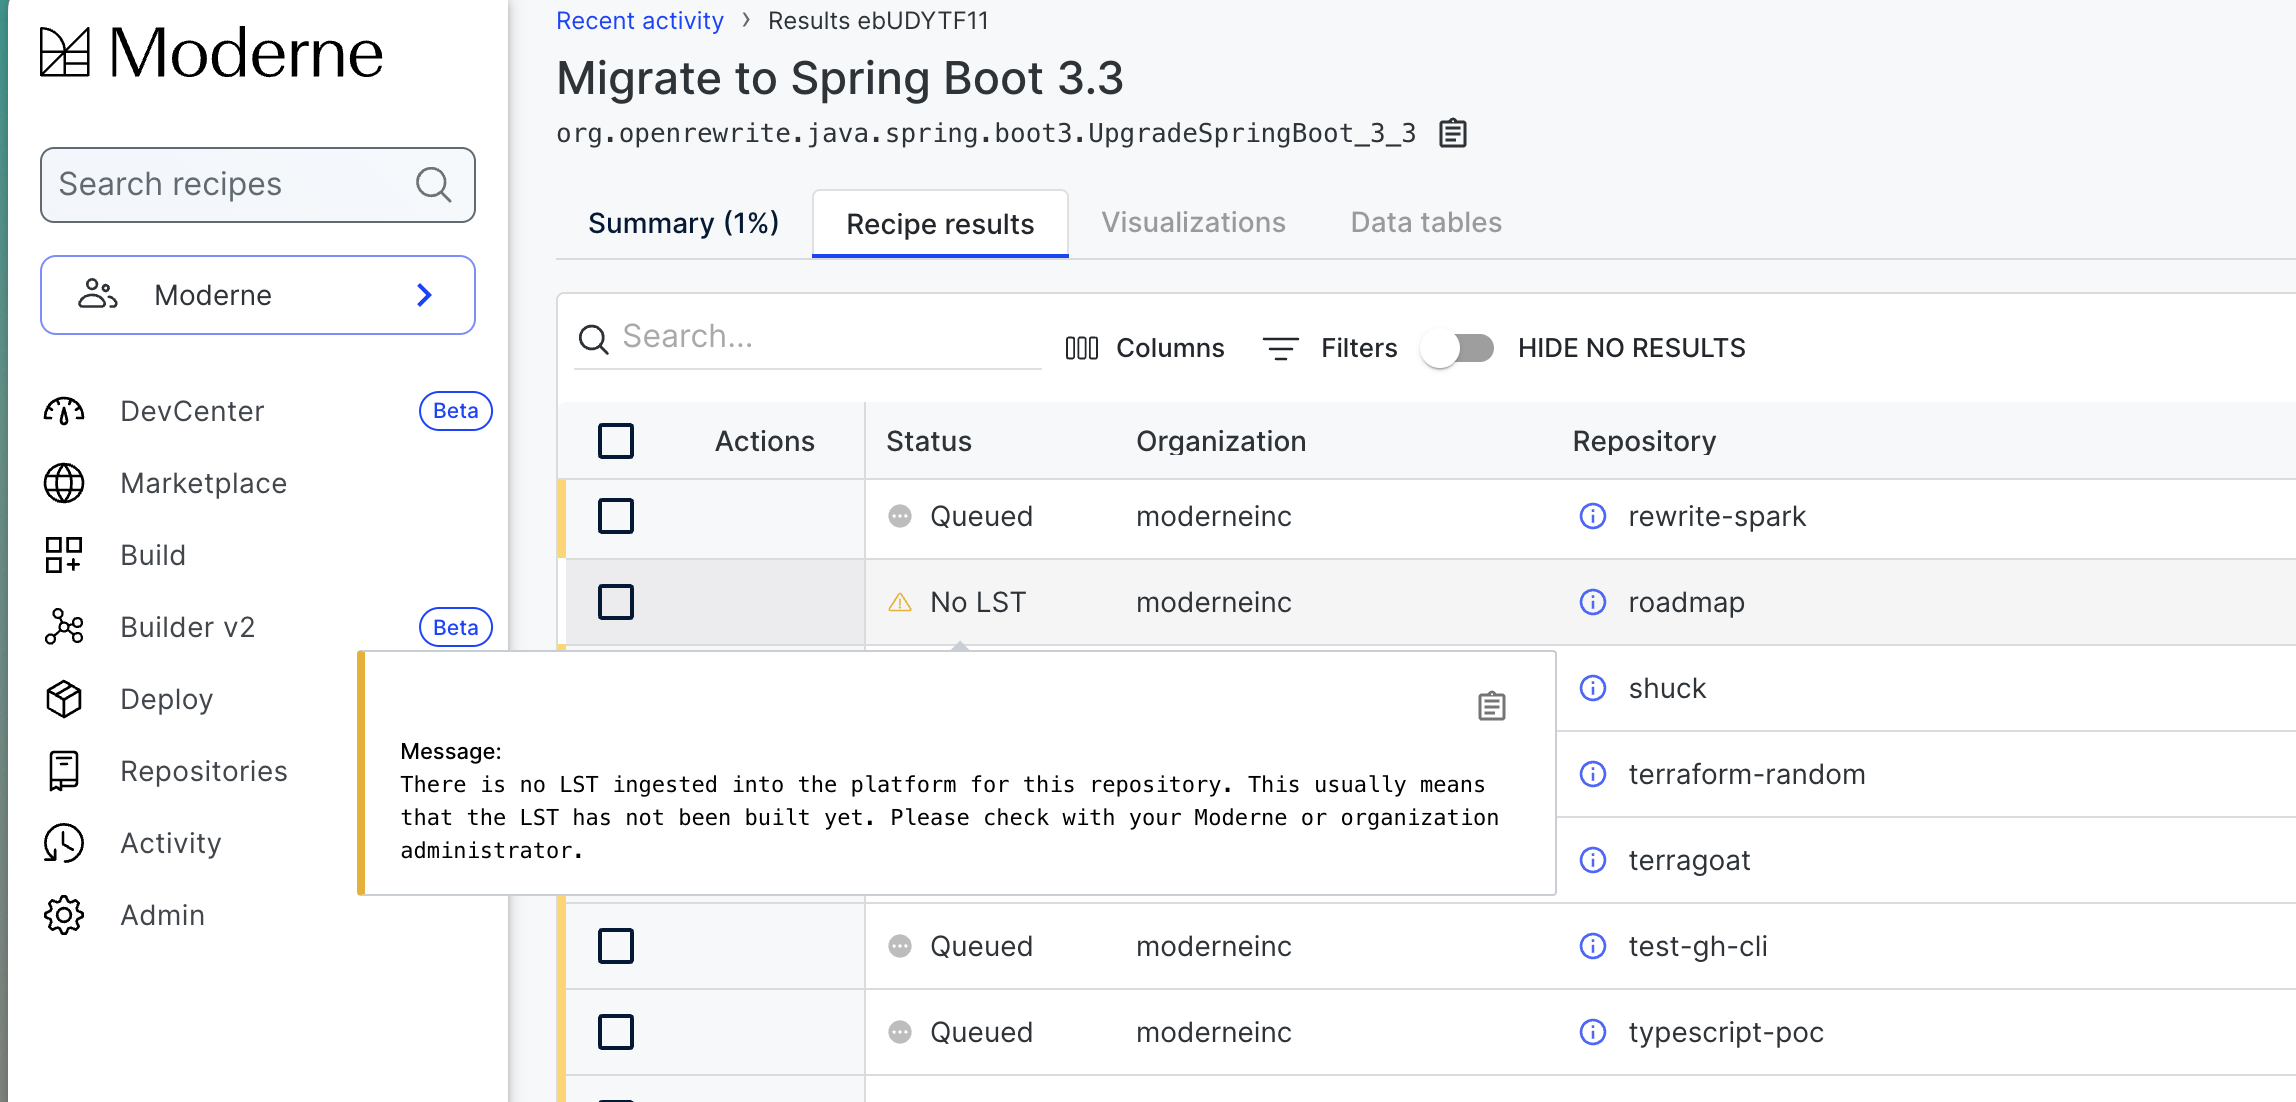 Moderne
Search recipes
Moderne
DevCenter Beta
Marketplace
Build
Builder v2 Beta
Deploy
Repositories
Activity
Admin
Recent activity › Results ebUDYTF11
Migrate to Spring Boot 3.3
org.openrewrite.java.spring.boot3.UpgradeSpringBoot_3_3
Summary (1%) Recipe results Visualizations Data tables
Search... Columns Filters HIDE NO RESULTS
Actions Status Organization Repository
Queued moderneinc rewrite-spark
No LST moderneinc roadmap
Message:
There is no LST ingested into the platform for this repository. This usually means
that the LST has not been built yet. Please check with your Moderne or organization
administrator.
shuck
terraform-random
terragoat
Queued moderneinc test-gh-cli
Queued moderneinc typescript-poc